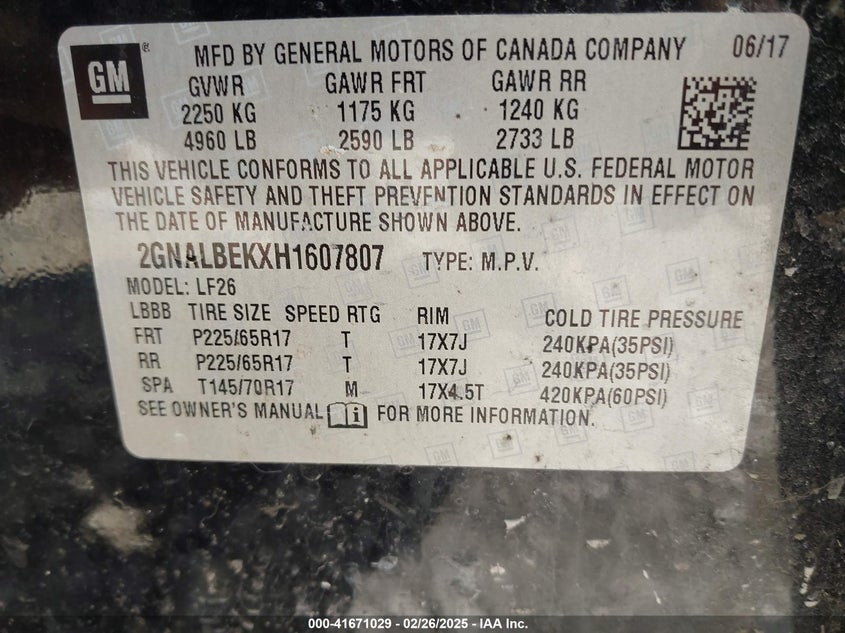 GM ® MFD BY GENERAL MOTORS OF CANADA COMPANY 06/17
GVWR GAWR FRT GAWR RR
2250 KG 1175 KG 1240 KG
4960 LB 2590 LB 2733 LB
THIS VEHICLE CONFORMS TO ALL APPLICABLE U.S. FEDERAL MOTOR
VEHICLE SAFETY AND THEFT PREVENTION STANDARDS IN EFFECT ON
THE DATE OF MANUFACTURE SHOWN ABOVE.
2GNALBEKXH1607807 TYPE: M.P.V.
MODEL: LF26
LBBB TIRE SIZE SPEED RTG RIM COLD TIRE PRESSURE
FRT P225/65R17 T 17X7J 240KPA(35PSI)
RR P225/65R17 T 17X7J 240KPA(35PSI)
SPA T145/70R17 M 17X4.5T 420KPA(60PSI)
SEE OWNER'S MANUAL i FOR MORE INFORMATION.
000-41671029 - 02/26/2025 - IAA Inc.